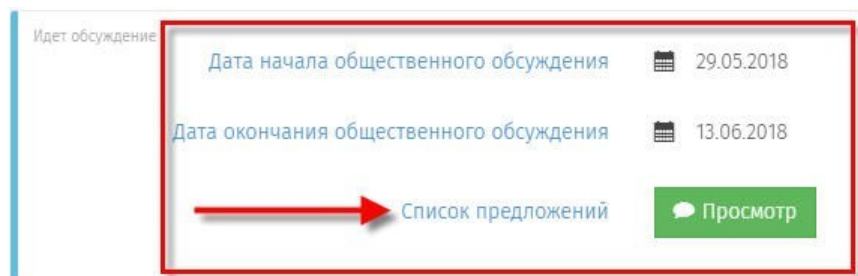 Идет обсуждение
Дата начала общественного обсуждения 29.05.2018
Дата окончания общественного обсуждения 13.06.2018
Список предложений Просмотр